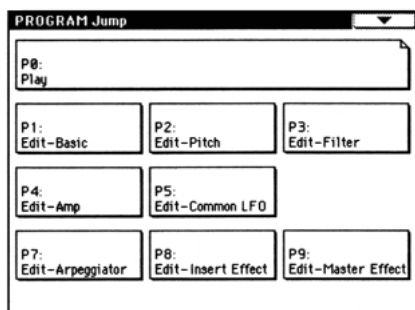 PROGRAM Jump
P0:
Play
P1:
Edit-Basic
P2:
Edit-Pitch
P3:
Edit-Filter
P4:
Edit-Amp
P5:
Edit-Common LFO
P7:
Edit-Arpeggiator
P8:
Edit-Insert Effect
P9:
Edit-Master Effect